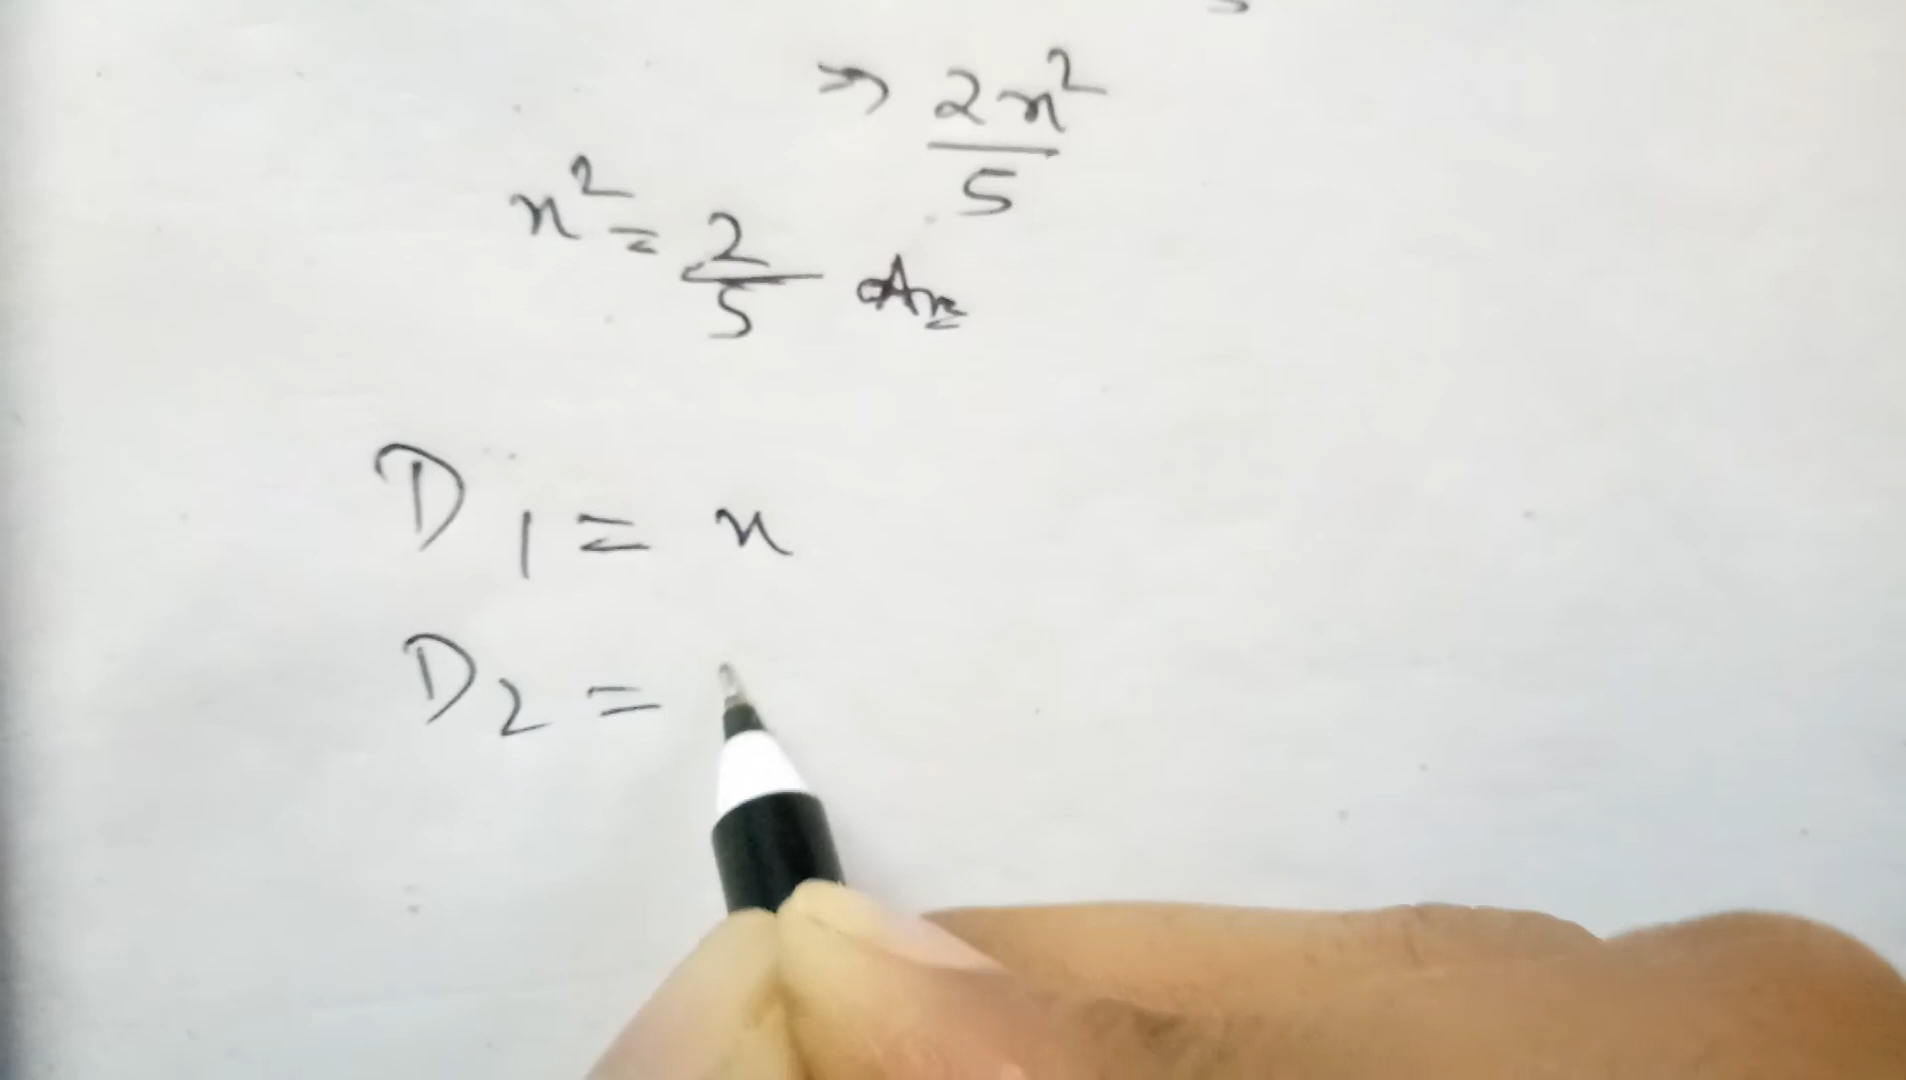 ⇒ 2x²/5
x² = 2/5 Ans
D₁ = x
D₂ =